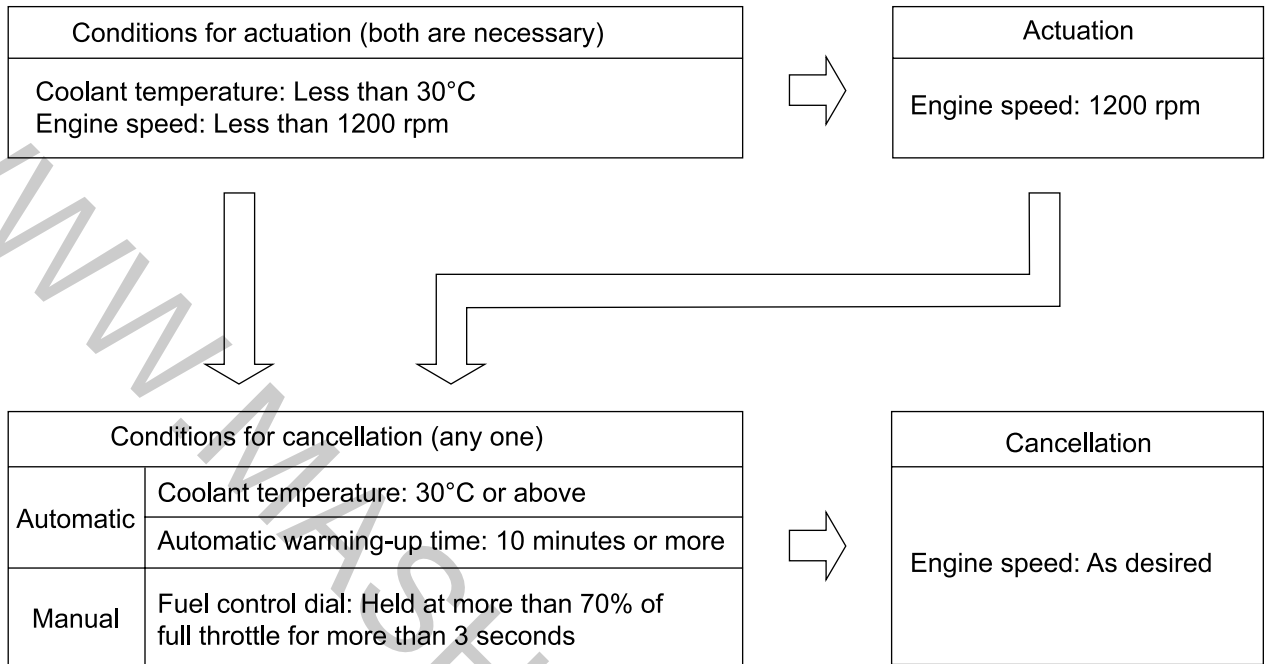 Conditions for actuation (both are necessary)
Coolant temperature: Less than 30°C
Engine speed: Less than 1200 rpm
Actuation
Engine speed: 1200 rpm
Conditions for cancellation (any one)
Automatic
Coolant temperature: 30°C or above
Automatic warming-up time: 10 minutes or more
Manual
Fuel control dial: Held at more than 70% of
full throttle for more than 3 seconds
Cancellation
Engine speed: As desired
WW.MASH